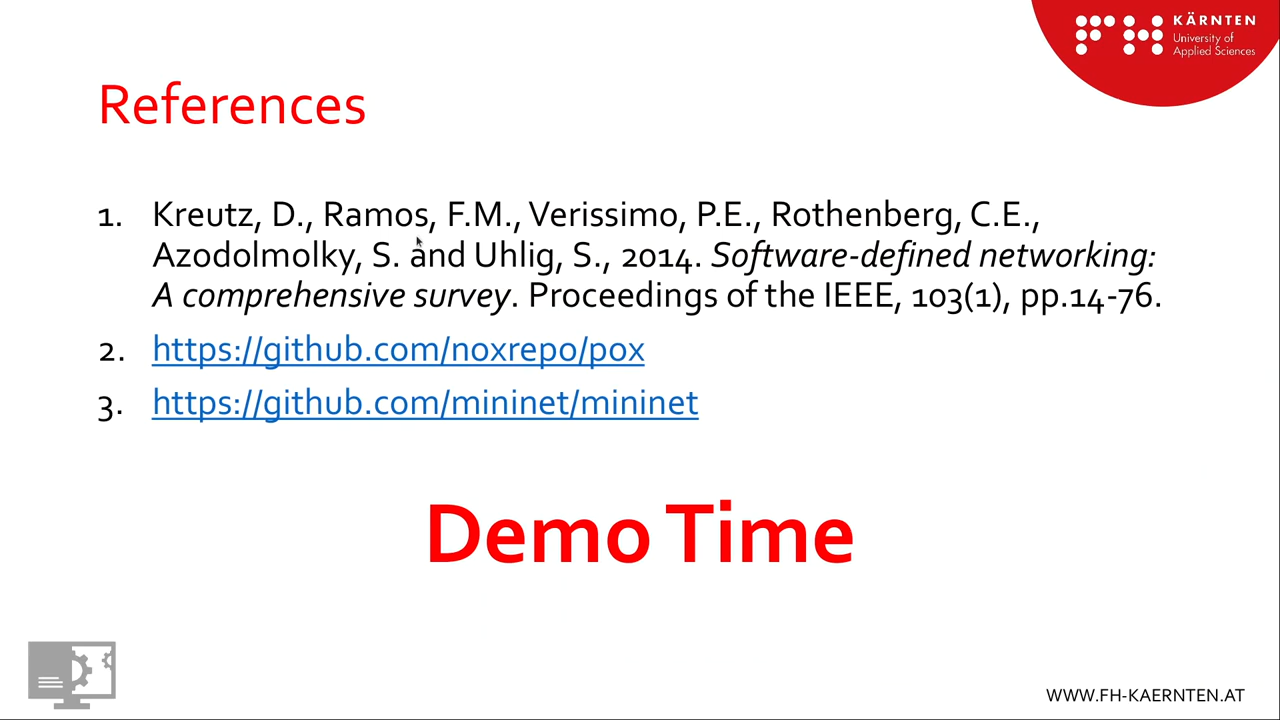 KÄRNTEN
University of
Applied Sciences
References
1. Kreutz, D., Ramos, F.M., Verissimo, P.E., Rothenberg, C.E.,
Azodolmolky, S. and Uhlig, S., 2014. Software-defined networking:
A comprehensive survey. Proceedings of the IEEE, 103(1), pp.14-76.
2. https://github.com/noxrepo/pox
3. https://github.com/mininet/mininet
Demo Time
WWW.FH-KAERNTEN.AT